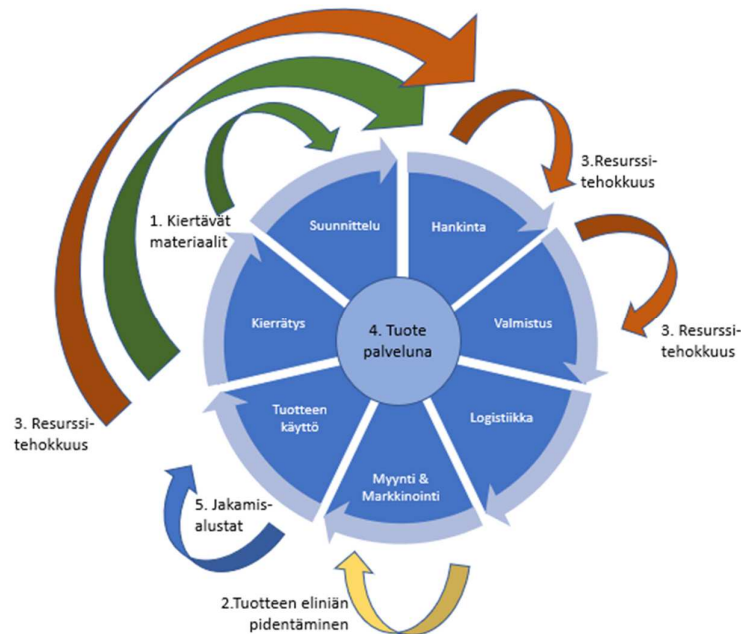 3.Resurssi-
tehokkuus
1. Kiertävät
materiaalit
Suunnittelu
Hankinta
Kierrätys
4. Tuote
palveluna
Valmistus
3. Resurssi-
tehokkuus
3. Resurssi-
tehokkuus
Tuotteen
käyttö
Logistiikka
Myynti &
Markkinointi
5. Jakamis-
alustat
2.Tuotteen eliniän
pidentäminen